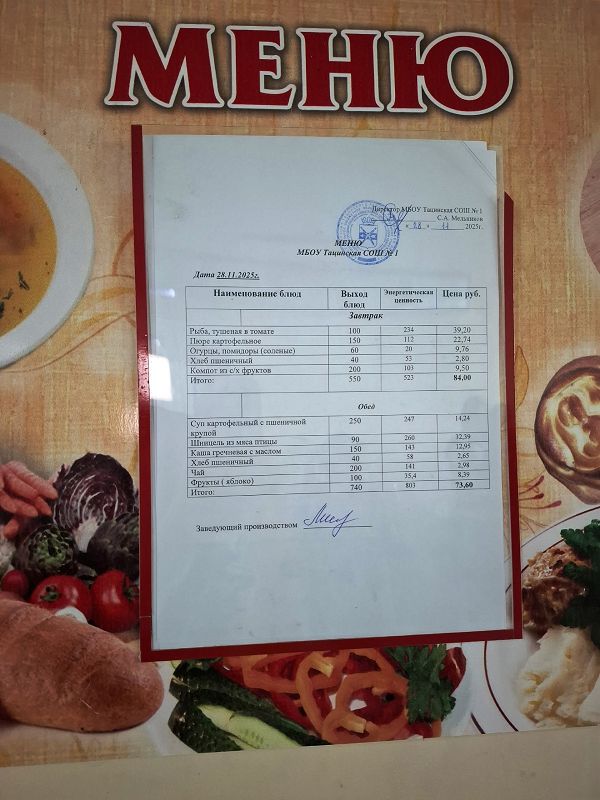 МЕНЮ
Директор МБОУ Тацинская СОШ № 1
С.А. Мельников
« 28 » 11 2025г.
МЕНЮ
МБОУ Тацинская СОШ № 1
Дата 28.11.2025г.
Наименование блюд Выход блюд Энергетическая ценность Цена руб.
Завтрак
Рыба, тушеная в томате 100 234 39,20
Пюре картофельное 150 112 22,74
Огурцы, помидоры (соленые) 60 20 9,76
Хлеб пшеничный 40 53 2,80
Компот из с/х фруктов 200 103 9,50
Итого: 550 523 84,00
Обед
Суп картофельный с пшеничной крупой 250 247 14,24
Шницель из мяса птицы 90 260 32,39
Каша гречневая с маслом 150 143 12,95
Хлеб пшеничный 40 58 2,65
Чай 200 141 2,98
Фрукты ( яблоко) 100 35,4 8,39
Итого: 740 803 73,60
Заведующий производством